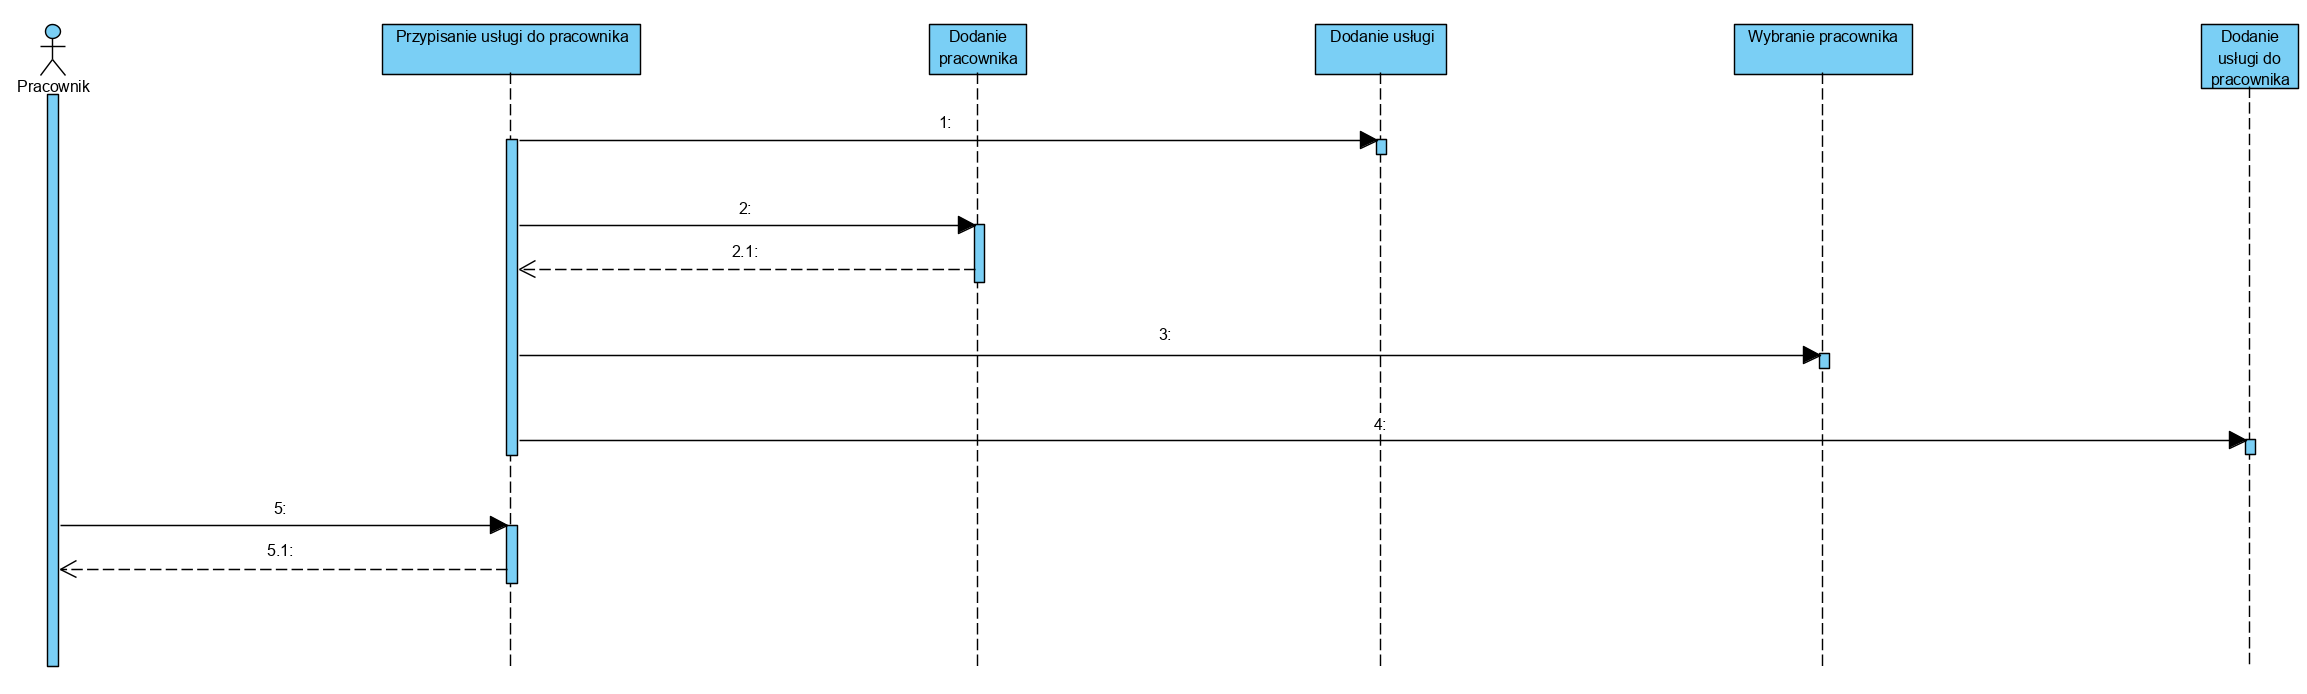 Pracownik
Przypisanie usługi do pracownika
Dodanie
pracownika
Dodanie usługi
Wybranie pracownika
Dodanie
usługi do
pracownika
1:
2:
2.1:
3:
4:
5:
5.1: